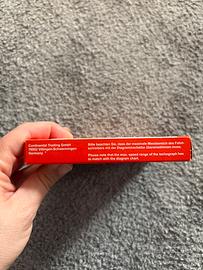 Continental Trading GmbH
78052 Villingen-Schwenningen
Germany
Bitte beachten Sie, dass der maximale Messbereich des Fahrt-
schreibers mit der Diagrammscheibe übereinstimmen muss.
Please note that the max. speed range of the tachograph has
to match with the diagram chart.